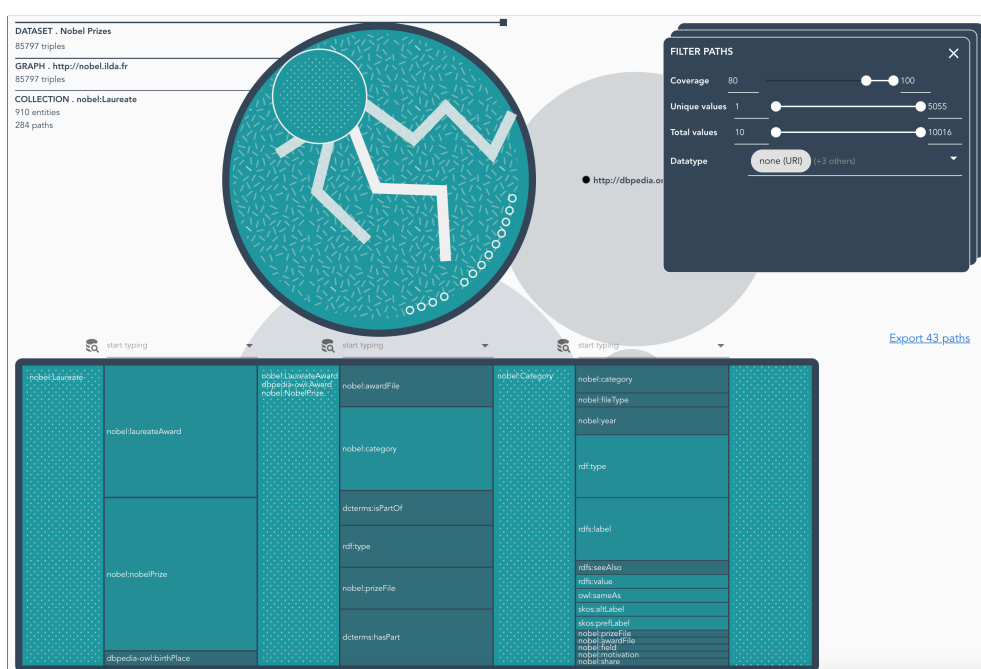 DATASET . Nobel Prizes
85797 triples
GRAPH . http://nobel.ilda.fr
85797 triples
COLLECTION . nobel:Laureate
910 entities
284 paths
http://dbpedia.or
FILTER PATHS
Coverage 80 100
Unique values 1 5055
Total values 10 10016
Datatype none (URI) (+3 others)
Export 43 paths
start typing
start typing
start typing
nobel:Laureate
nobel:laureateAward
nobel:nobelPrize
dbpedia-owl:birthPlace
nobel:LaureateAward
dbpedia-owl:Award
nobel:NobelPrize
nobel:awardFile
nobel:category
dcterms:isPartOf
rdf:type
nobel:prizeFile
dcterms:hasPart
nobel:Category
nobel:category
nobel:fileType
nobel:year
rdf:type
rdfs:label
rdfs:seeAlso
rdfs:value
owl:sameAs
skos:altLabel
skos:prefLabel
nobel:prizeFile
nobel:awardFile
nobel:field
nobel:motivation
nobel:share